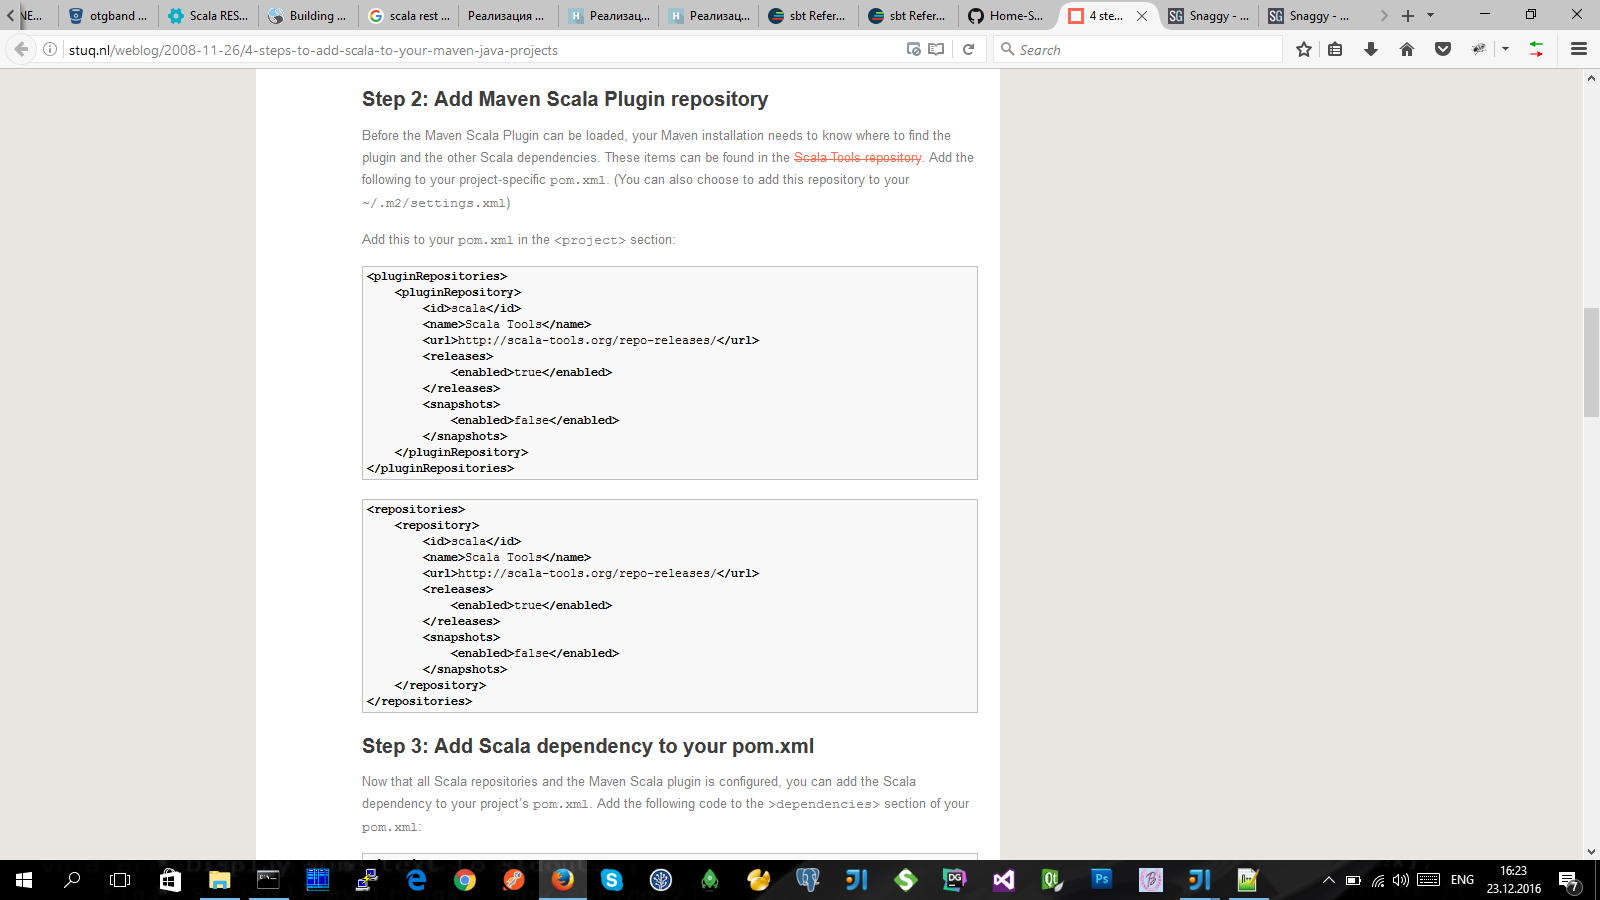 NE...
otgband ...
Scala RES...
Building ...
scala rest ...
Реализация ...
Реализац...
Реализац...
sbt Refer...
sbt Refer...
Home-S...
4 ste...
Snaggy - ...
Snaggy - ...
stuq.nl/weblog/2008-11-26/4-steps-to-add-scala-to-your-maven-java-projects
Search
Step 2: Add Maven Scala Plugin repository
Before the Maven Scala Plugin can be loaded, your Maven installation needs to know where to find the
plugin and the other Scala dependencies. These items can be found in the Scala Tools repository. Add the
following to your project-specific pom.xml. (You can also choose to add this repository to your
~/.m2/settings.xml)
Add this to your pom.xml in the <project> section:
<pluginRepositories>
<pluginRepository>
<id>scala</id>
<name>Scala Tools</name>
<url>http://scala-tools.org/repo-releases/</url>
<releases>
<enabled>true</enabled>
</releases>
<snapshots>
<enabled>false</enabled>
</snapshots>
</pluginRepository>
</pluginRepositories>
<repositories>
<repository>
<id>scala</id>
<name>Scala Tools</name>
<url>http://scala-tools.org/repo-releases/</url>
<releases>
<enabled>true</enabled>
</releases>
<snapshots>
<enabled>false</enabled>
</snapshots>
</repository>
</repositories>
Step 3: Add Scala dependency to your pom.xml
Now that all Scala repositories and the Maven Scala plugin is configured, you can add the Scala
dependency to your project's pom.xml. Add the following code to the >dependencies> section of your
pom.xml:
ENG
16:23
23.12.2016
7